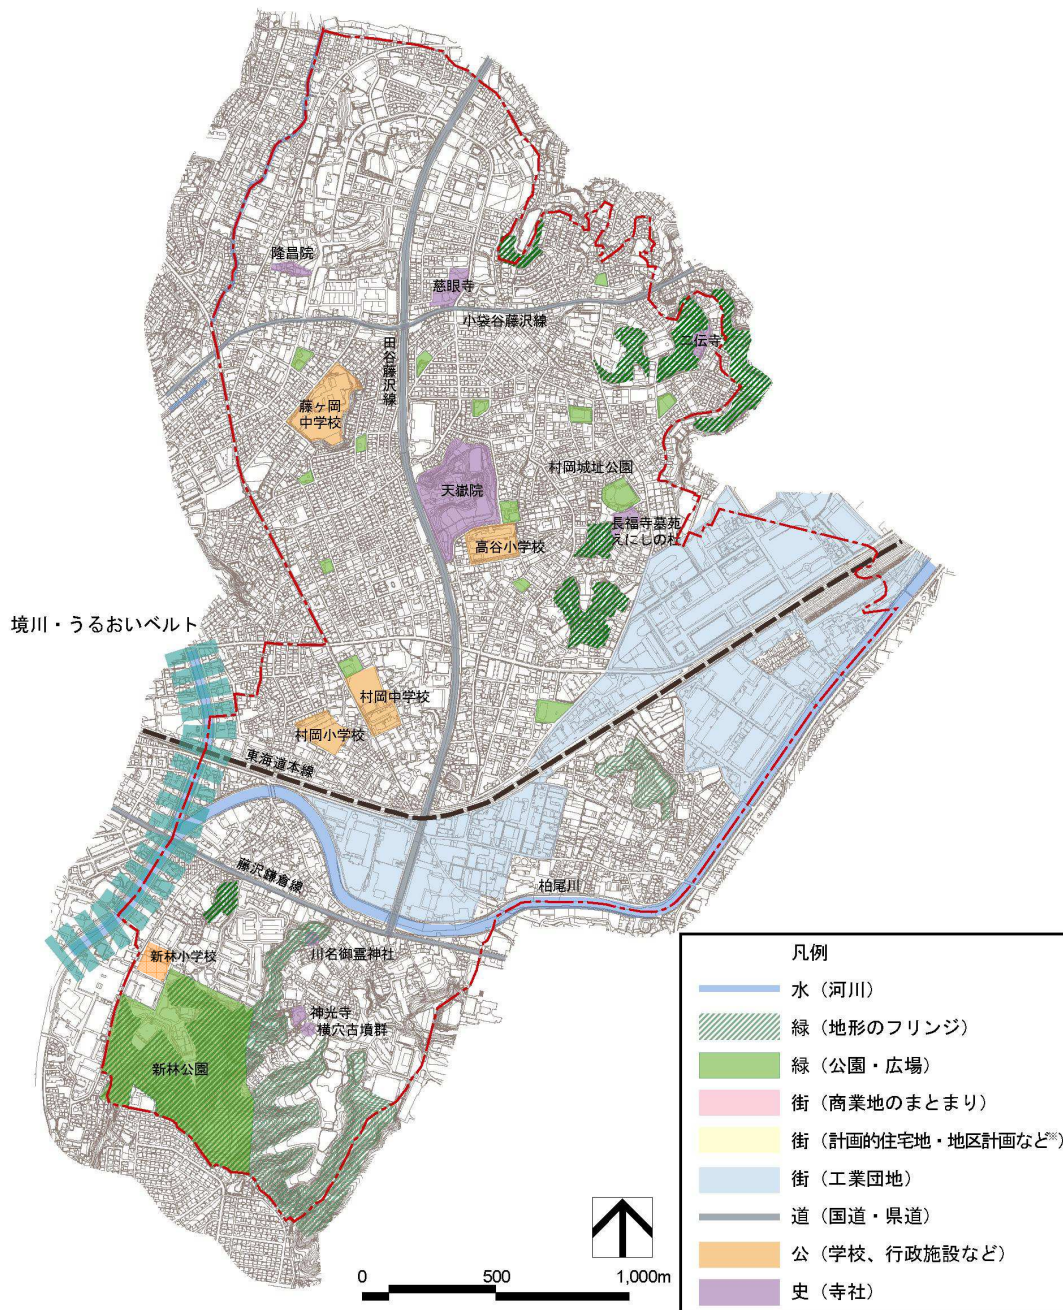 隆昌院
慈眼寺
小袋谷藤沢線
二伝寺
田谷藤沢線
藤ヶ岡
中学校
村岡城址公園
天嶽院
長福寺墓苑
えにしの杜
高谷小学校
境川・うるおいベルト
村岡中学校
村岡小学校
東海道本線
藤沢鎌倉線
柏尾川
新林小学校
川名御霊神社
神光寺
横穴古墳群
新林公園
凡例
水（河川）
緑（地形のフリンジ）
緑（公園・広場）
街（商業地のまとまり）
街（計画的住宅地・地区計画など※）
街（工業団地）
道（国道・県道）
公（学校、行政施設など）
史（寺社）
0 500 1,000m